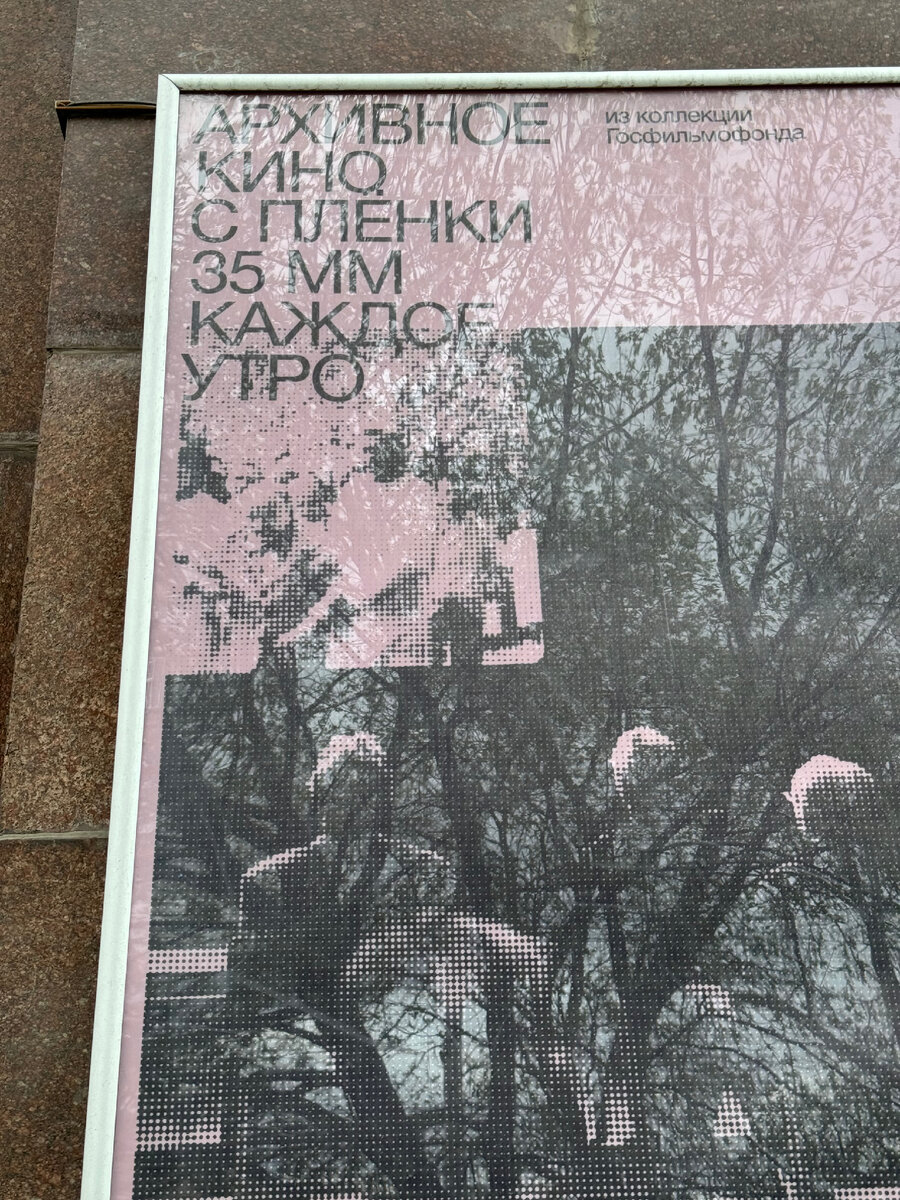 АРХИВНОЕ
КИНО
С ПЛЁНКИ
35 ММ
КАЖДОЕ
УТРО
из коллекции
Госфильмофонда